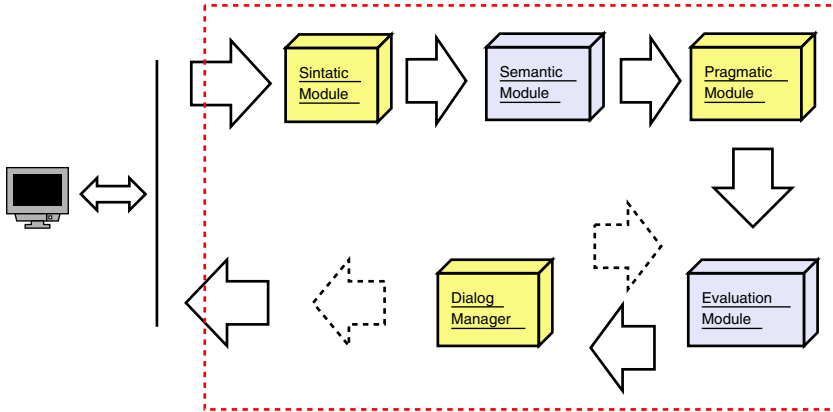 Sintatic
Module
Semantic
Module
Pragmatic
Module
Dialog
Manager
Evaluation
Module